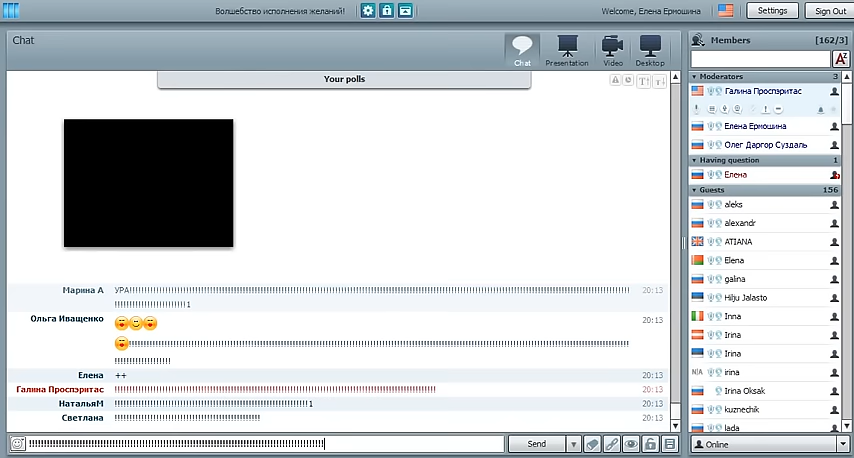 Волшебство исполнения желаний!
Welcome, Елена Ермошина
Settings
Sign Out
Chat
Chat
Presentation
Video
Desktop
Members
[162/3]
Your polls
Moderators 3
Галина Проспэритас
Елена Ермошина
Олег Даргор Суздаль
Having question 1
Елена
Guests 156
aleks
alexandr
ATIANA
Elena
galina
Hilju Jalasto
Inna
Irina
Irina
N/A irina
Irina Oksak
kuznechik
lada
Марина А УРА!!!!!!!!!!!!!!!!!!!!!!!!!!!!!!!!!!!!!!!!!!!!!!!!!!!!!!!!!!!!!!!!!!!!!!!!!!!!!!!!!!!!!!!!!!!!!!!!!!!!!!!!!!!!!!!!!!!!!!!!!!!!!!!!!!!!!!!!!!!!!!!!!!!!!!!!!!!!! 20:13
!!!!!!!!!!!!!!!!!!!!!!!!1
Ольга Иващенко 20:13
!!!!!!!!!!!!!!!!!!!!!!!!!!!!!!!!!!!!!!!!!!!!!!!!!!!!!!!!!!!!!!!!!!!!!!!!!!!!!!!!!!!!!!!!!!!!!!!!!!!!!!!!!!!!!!!!!!!!!!!!!!!!!!!!!!!!!!!!!!!!!!!!!!!!!!!!!!!!!!!!!!!
!!!!!!!!!!!!!!!!!!!
Елена ++ 20:13
Галина Проспэритас !!!!!!!!!!!!!!!!!!!!!!!!!!!!!!!!!!!!!!!!!!!!!!!!!!!!!!!!!!!!!!!!!!!!!!!!!!!!!!!!!!!!!!!!!!!!!!!!!!!!!!!!!!! 20:13
НатальяМ !!!!!!!!!!!!!!!!!!!!!!!!!!!!!!!!!!!!!!!!!!!!!!!!!!!!!!!!!!!!!!!!!1 20:13
Светлана !!!!!!!!!!!!!!!!!!!!!!!!!!!!!!!!!!!!!!!!!!!!!!!!! 20:13
!!!!!!!!!!!!!!!!!!!!!!!!!!!!!!!!!!!!!!!!!!!!!!!!!!!!!!!!!!!!!!!!!!!!!!!!!!!!!!!!!!!!!!!!!!!!!!!!!!!
Send
Online